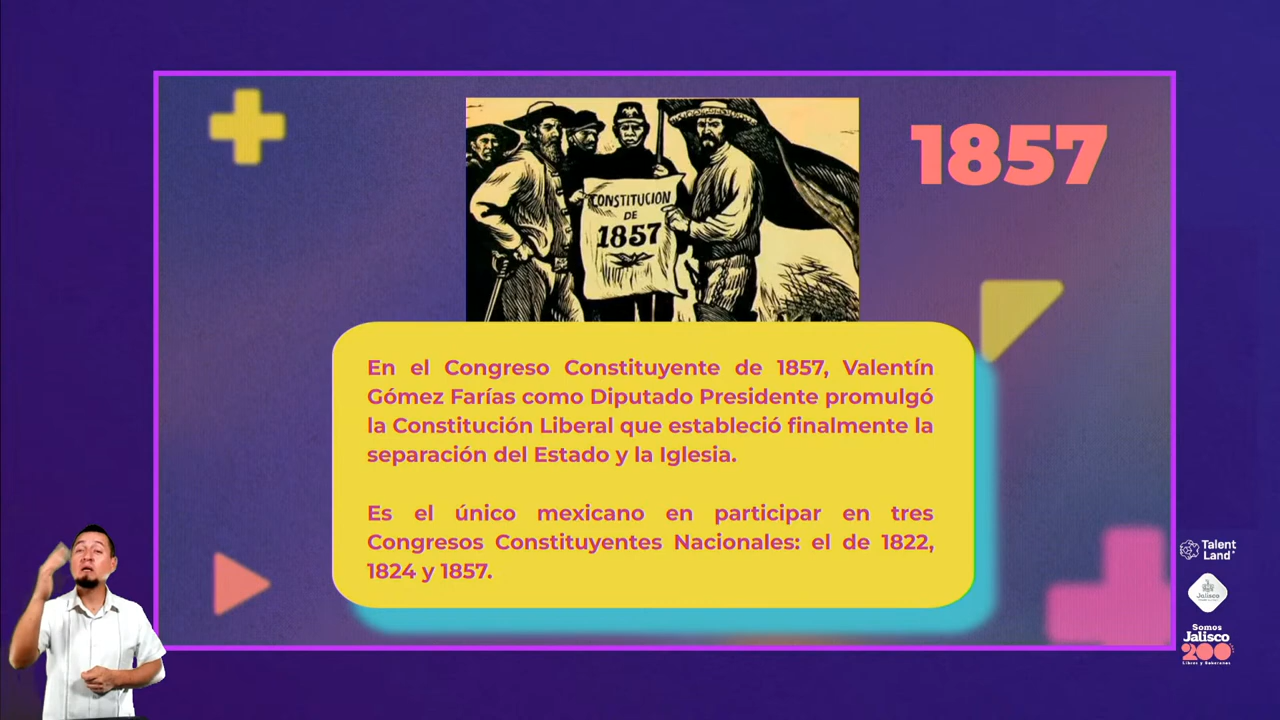 1857
CONSTITUCION
DE
1857
En el Congreso Constituyente de 1857, Valentín
Gómez Farías como Diputado Presidente promulgó
la Constitución Liberal que estableció finalmente la
separación del Estado y la Iglesia.
Es el único mexicano en participar en tres
Congresos Constituyentes Nacionales: el de 1822,
1824 y 1857.
Talent
Land
Jalisco
Somos
Jalisco
200
Libres y Soberanos